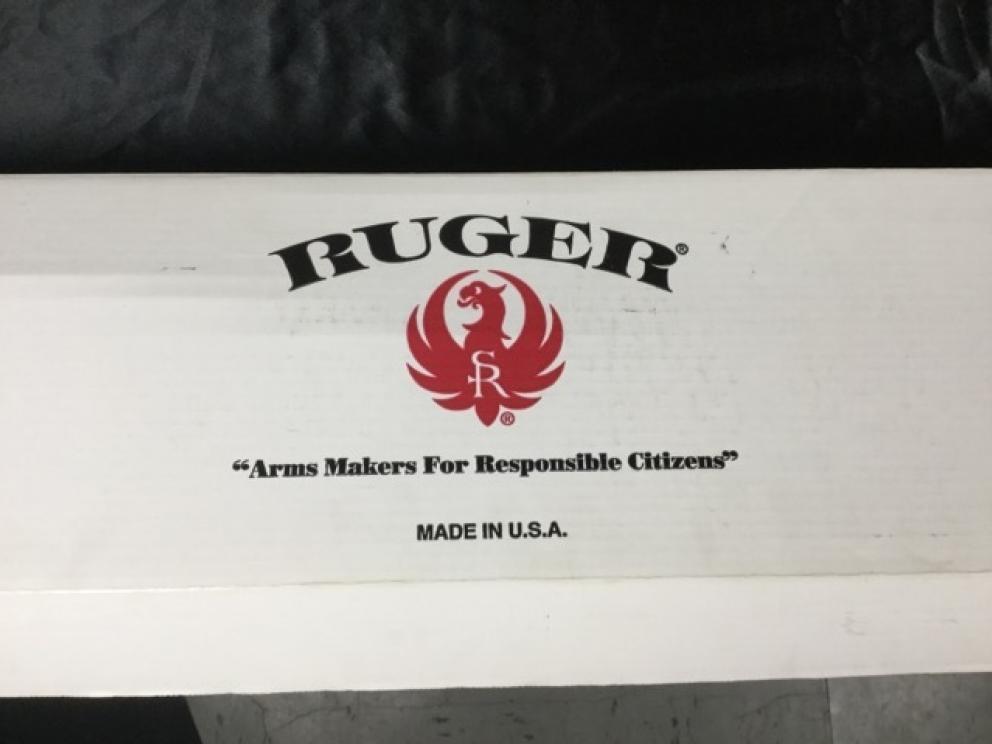 RUGER®
SR
®
“Arms Makers For Responsible Citizens”
MADE IN U.S.A.